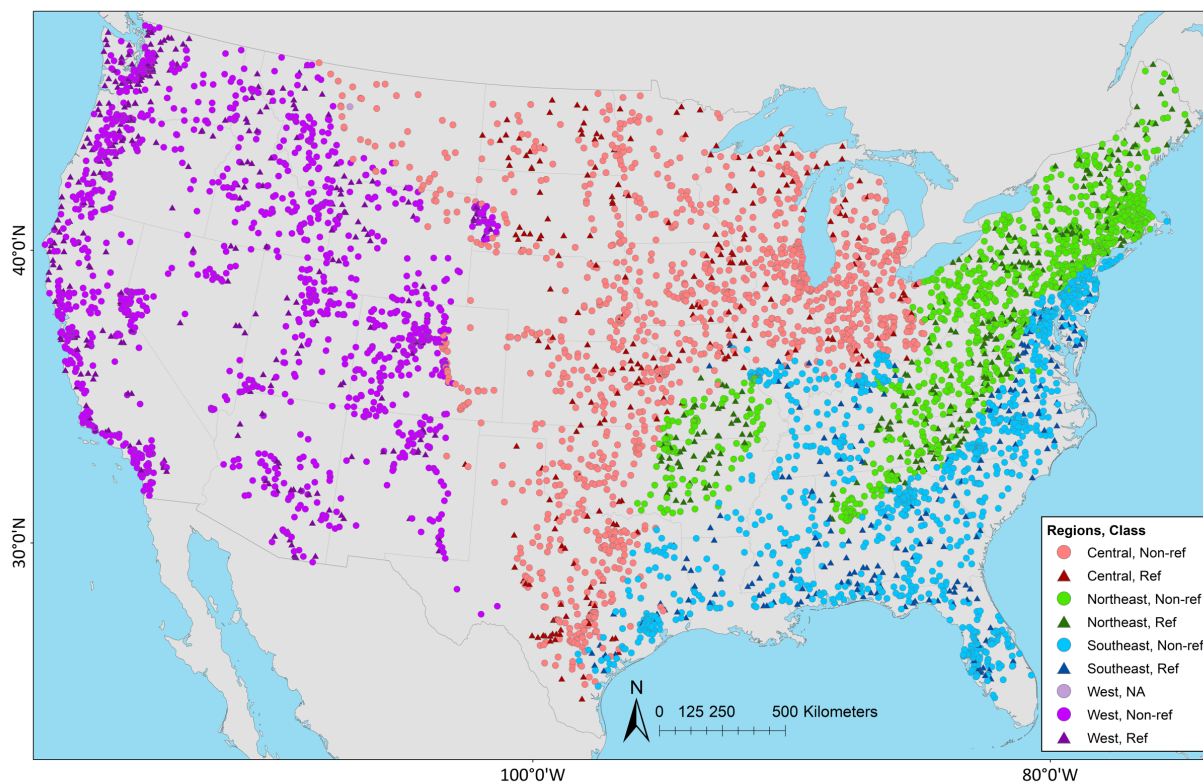 40°0'N
30°0'N
Regions, Class
Central, Non-ref
Central, Ref
Northeast, Non-ref
Northeast, Ref
Southeast, Non-ref
Southeast, Ref
West, NA
West, Non-ref
West, Ref
N
0 125 250 500 Kilometers
100°0'W 80°0'W